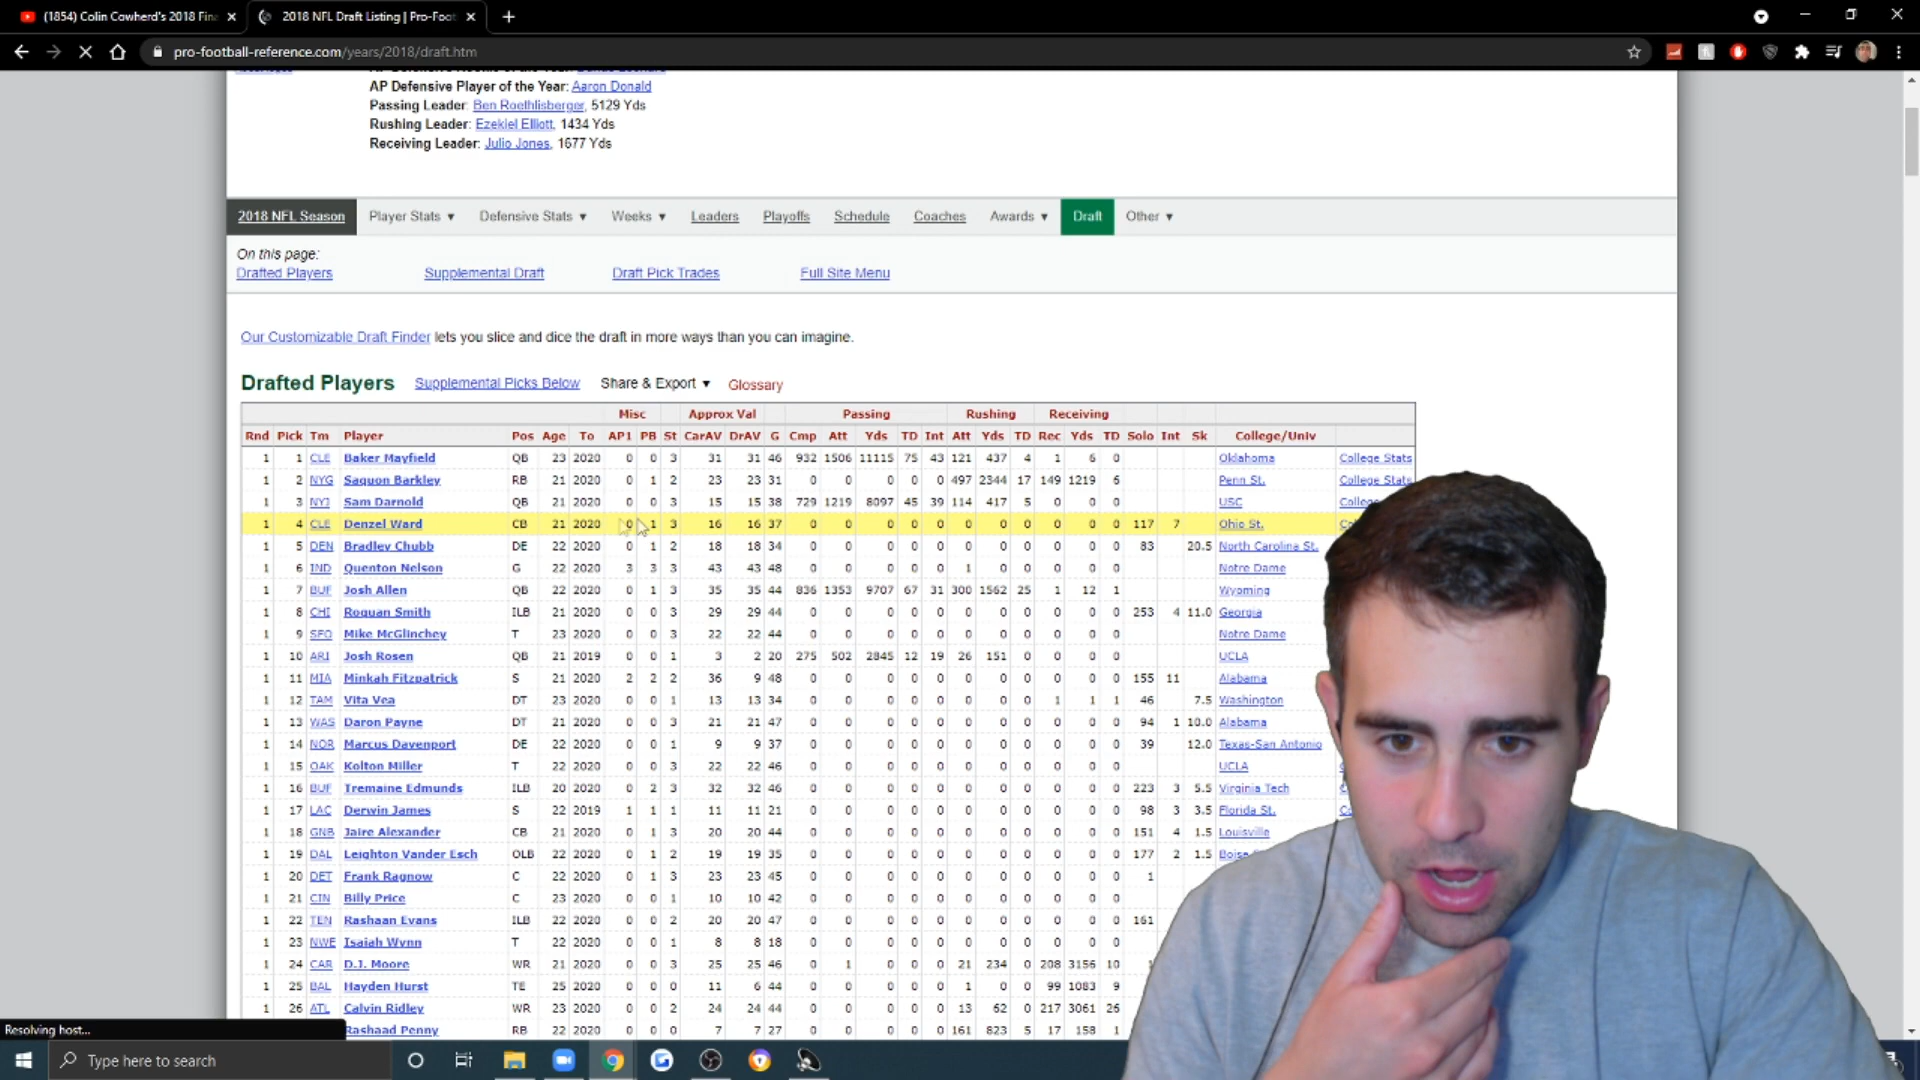 (1854) Colin Cowherd's 2018 Fin
2018 NFL Draft Listing | Pro-Foot
pro-football-reference.com/years/2018/draft.htm
AP Defensive Player of the Year: Aaron Donald
Passing Leader: Ben Roethlisberger, 5129 Yds
Rushing Leader: Ezekiel Elliott, 1434 Yds
Receiving Leader: Julio Jones, 1677 Yds
2018 NFL Season Player Stats ▼ Defensive Stats ▼ Weeks ▼ Leaders Playoffs Schedule Coaches Awards ▼ Draft Other ▼
On this page:
Drafted Players Supplemental Draft Draft Pick Trades Full Site Menu
Our Customizable Draft Finder lets you slice and dice the draft in more ways than you can imagine.
Drafted Players Supplemental Picks Below Share & Export ▼ Glossary
Misc Approx Val Passing Rushing Receiving
Rnd Pick Tm Player Pos Age To AP1 PB St CarAV DrAV G Cmp Att Yds TD Int Att Yds TD Rec Yds TD Solo Int Sk College/Univ
1 1 CLE Baker Mayfield QB 23 2020 0 0 3 31 31 46 932 1506 11115 75 43 121 437 4 1 6 0 Oklahoma College Stats
1 2 NYG Saquon Barkley RB 21 2020 0 1 2 23 23 31 0 0 0 0 0 497 2344 17 149 1219 6 Penn St. College Stats
1 3 NYJ Sam Darnold QB 21 2020 0 0 3 15 15 38 729 1219 8097 45 39 114 417 5 0 0 0 USC
1 4 CLE Denzel Ward CB 21 2020 0 1 3 16 16 37 0 0 0 0 0 0 0 0 0 0 0 117 7 Ohio St.
1 5 DEN Bradley Chubb DE 22 2020 0 1 2 18 18 34 0 0 0 0 0 0 0 0 0 0 0 83 20.5 North Carolina St.
1 6 IND Quenton Nelson G 22 2020 3 3 3 43 43 48 0 0 0 0 0 1 0 0 0 0 0 Notre Dame
1 7 BUF Josh Allen QB 22 2020 0 1 3 35 35 44 836 1353 9707 67 31 300 1562 25 1 12 1 Wyoming
1 8 CHI Roquan Smith ILB 21 2020 0 0 3 29 29 44 0 0 0 0 0 0 0 0 0 0 0 253 4 11.0 Georgia
1 9 SFO Mike McGlinchey T 23 2020 0 0 3 22 22 44 0 0 0 0 0 0 0 0 0 0 0 Notre Dame
1 10 ARI Josh Rosen QB 21 2019 0 0 1 3 2 20 275 502 2845 12 19 26 151 0 0 0 0 UCLA
1 11 MIA Minkah Fitzpatrick S 21 2020 2 2 2 36 9 48 0 0 0 0 0 0 0 0 0 0 0 155 11 Alabama
1 12 TAM Vita Vea DT 23 2020 0 0 1 13 13 34 0 0 0 0 0 0 0 0 1 1 1 46 7.5 Washington
1 13 WAS Daron Payne DT 21 2020 0 0 3 21 21 47 0 0 0 0 0 0 0 0 0 0 0 94 1 10.0 Alabama
1 14 NOR Marcus Davenport DE 22 2020 0 0 1 9 9 37 0 0 0 0 0 0 0 0 0 0 0 39 12.0 Texas-San Antonio
1 15 OAK Kolton Miller T 22 2020 0 0 3 22 22 46 0 0 0 0 0 0 0 0 0 0 0 UCLA
1 16 BUF Tremaine Edmunds ILB 20 2020 0 2 3 32 32 46 0 0 0 0 0 0 0 0 0 0 0 223 3 5.5 Virginia Tech
1 17 LAC Derwin James S 22 2019 1 1 1 11 11 21 0 0 0 0 0 0 0 0 0 0 0 98 3 3.5 Florida St.
1 18 GNB Jaire Alexander CB 21 2020 0 1 3 20 20 44 0 0 0 0 0 0 0 0 0 0 0 151 4 1.5 Louisville
1 19 DAL Leighton Vander Esch OLB 22 2020 0 1 2 19 19 35 0 0 0 0 0 0 0 0 0 0 0 177 2 1.5 Boise
1 20 DET Frank Ragnow C 22 2020 0 1 3 23 23 45 0 0 0 0 0 0 0 0 0 0 0 1
1 21 CIN Billy Price C 23 2020 0 0 1 10 10 42 0 0 0 0 0 0 0 0 0 0 0
1 22 TEN Rashaan Evans ILB 22 2020 0 0 2 20 20 47 0 0 0 0 0 0 0 0 0 0 0 161
1 23 NWE Isaiah Wynn T 22 2020 0 0 1 8 8 18 0 0 0 0 0 0 0 0 0 0 0
1 24 CAR D.J. Moore WR 21 2020 0 0 3 25 25 46 0 1 0 0 0 21 234 0 208 3156 10
1 25 BAL Hayden Hurst TE 25 2020 0 0 0 11 6 44 0 0 0 0 0 1 0 0 99 1083 9
1 26 ATL Calvin Ridley WR 23 2020 0 0 2 24 24 44 0 0 0 0 0 13 62 0 217 3061 26
Rashaad Penny RB 22 2020 0 0 0 7 7 27 0 0 0 0 0 161 823 5 17 158 1
Resolving host...
Type here to search